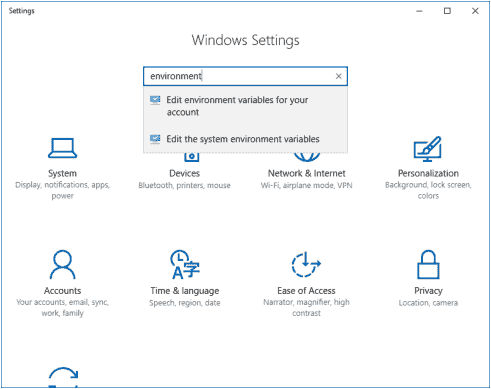 Settings
Windows Settings
environment
Edit environment variables for your
account
Edit the system environment variables
System
Display, notifications, apps,
power
Devices
Bluetooth, printers, mouse
Network & Internet
Wi-Fi, airplane mode, VPN
Personalization
Background, lock screen,
colors
A字
Accounts
Your accounts, email, sync,
work, family
Time & language
Speech, region, date
Ease of Access
Narrator, magnifier, high
contrast
Privacy
Location, camera